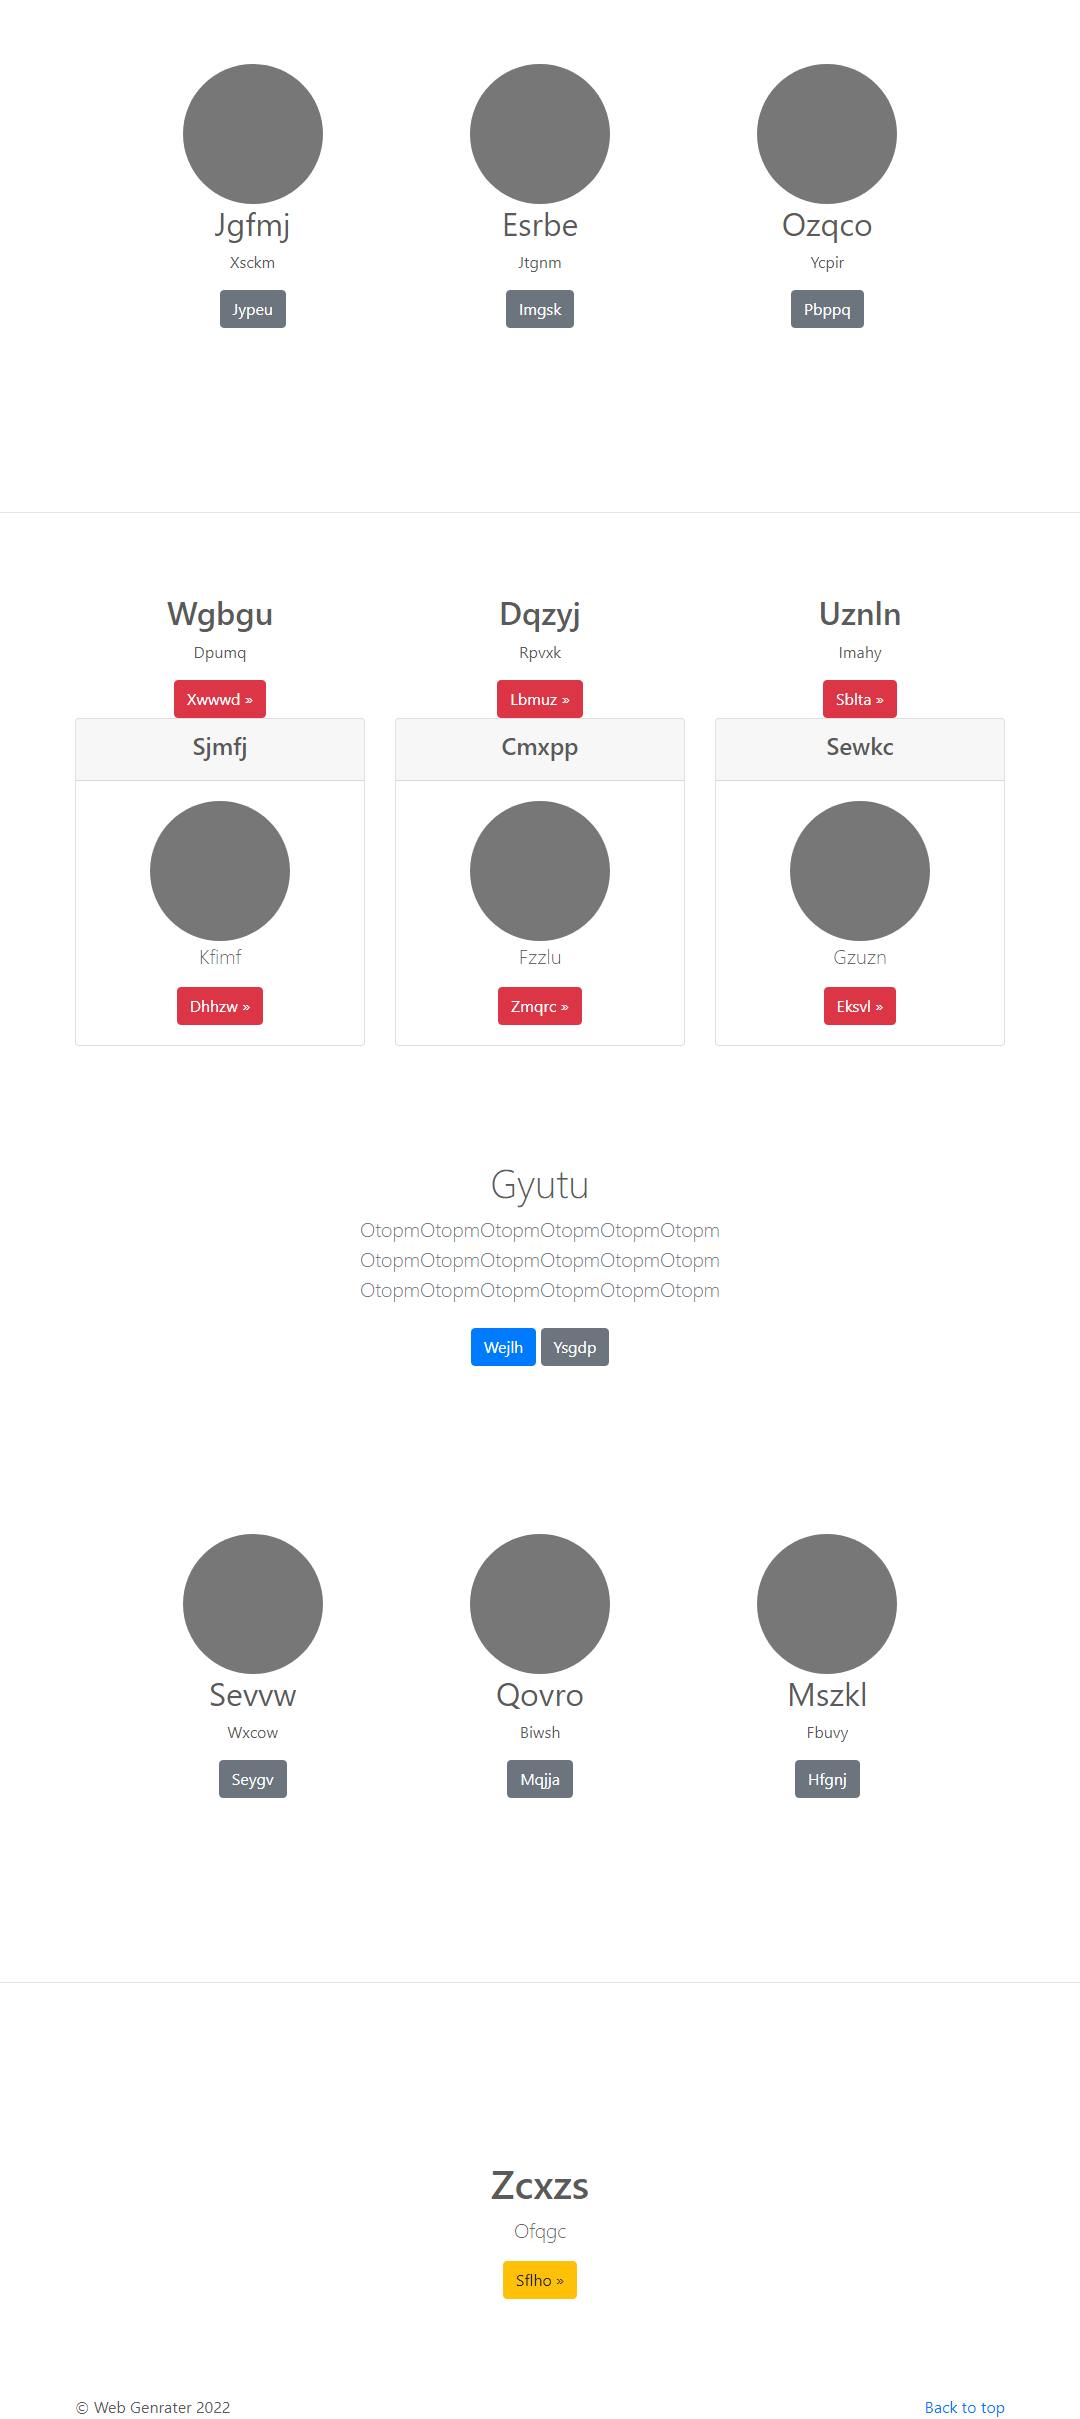 Jgfmj Esrbe Ozqco
Xsckm Jtgnm Ycpir
Jypeu Imgsk Pbppq
Wgbgu Dqzyj Uznln
Dpumq Rpvxk Imahy
Xwwwd » Lbmuz » Sblta »
Sjmfj Cmxpp Sewkc
Kfimf Fzzlu Gzuzn
Dhhzw » Zmqrc » Eksvl »
Gyutu
OtopmOtopmOtopmOtopmOtopmOtopm
OtopmOtopmOtopmOtopmOtopmOtopm
OtopmOtopmOtopmOtopmOtopmOtopm
Wejlh Ysgdp
Sevvw Qovro Mszkl
Wxcow Biwsh Fbuvy
Seygv Mqjja Hfgnj
Zcxzs
Ofqgc
Sflho »
© Web Genrater 2022 Back to top